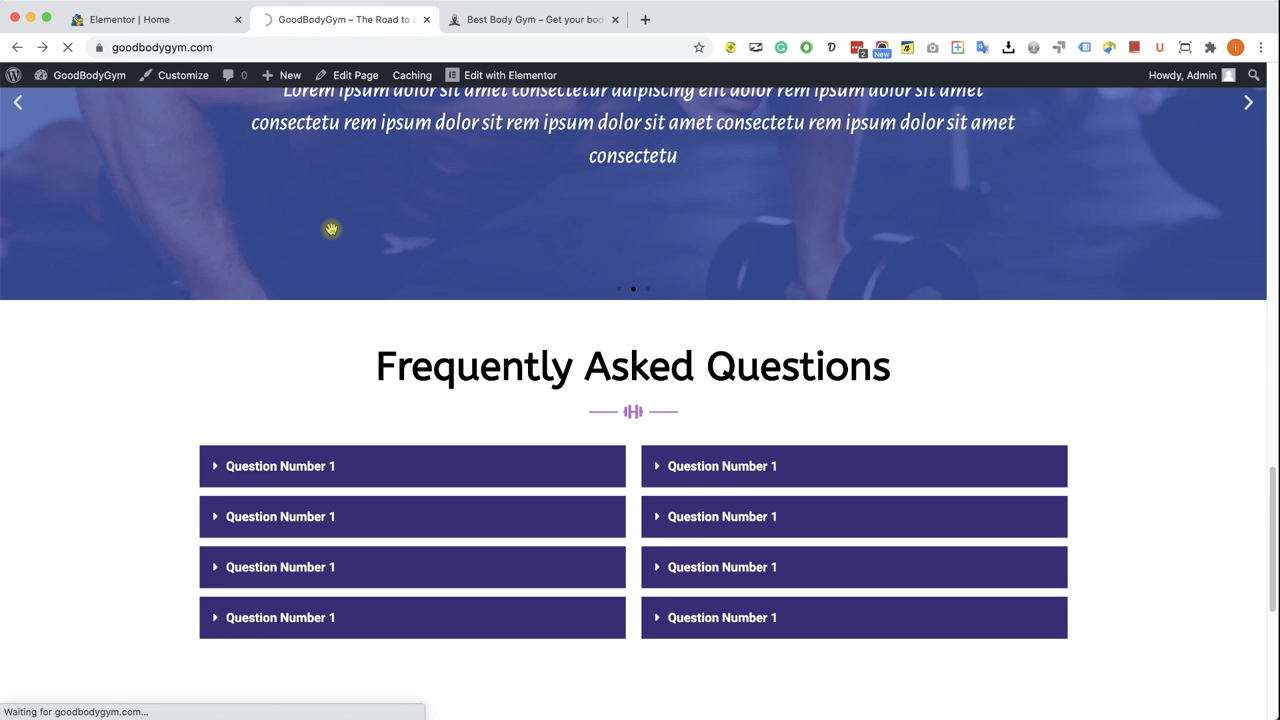 Elementor | Home
GoodBodyGym – The Road to a
Best Body Gym – Get your bod
goodbodygym.com
2
New
GoodBodyGym
Customize
0
New
Edit Page
Caching
Edit with Elementor
Howdy, Admin
Lorem ipsum dolor sit amet consectetur adipiscing elit dolor rem ipsum dolor sit amet
consectetu rem ipsum dolor sit rem ipsum dolor sit amet consectetu rem ipsum dolor sit amet
consectetu
Frequently Asked Questions
Question Number 1
Question Number 1
Question Number 1
Question Number 1
Question Number 1
Question Number 1
Question Number 1
Question Number 1
Waiting for goodbodygym.com...